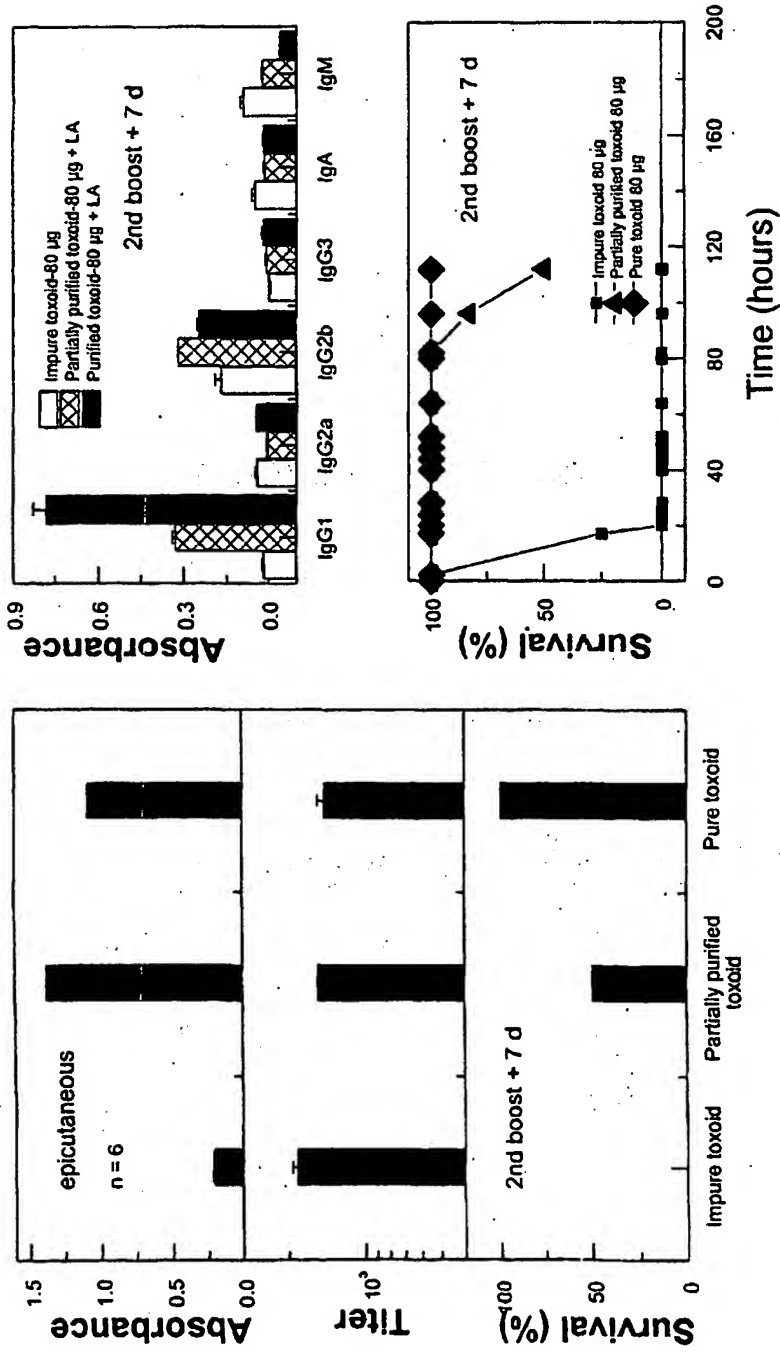 Absorbance
1.5
1.0
0.5
0.0
epicutaneous
n = 6
Titer
10³
Survival (%)
100
50
0
2nd boost + 7 d
Impure toxoid
Partially purified
toxoid
Pure toxoid
Absorbance
0.9
0.6
0.3
0.0
Impure toxoid-80 µg
Partially purified toxoid-80 µg + LA
Purified toxoid-80 µg + LA
2nd boost + 7 d
IgG1
IgG2a
IgG2b
IgG3
IgA
IgM
Survival (%)
100
50
0
2nd boost + 7 d
Impure toxoid 80 µg
Partially purified toxoid 80 µg
Pure toxoid 80 µg
0
40
80
120
160
200
Time (hours)